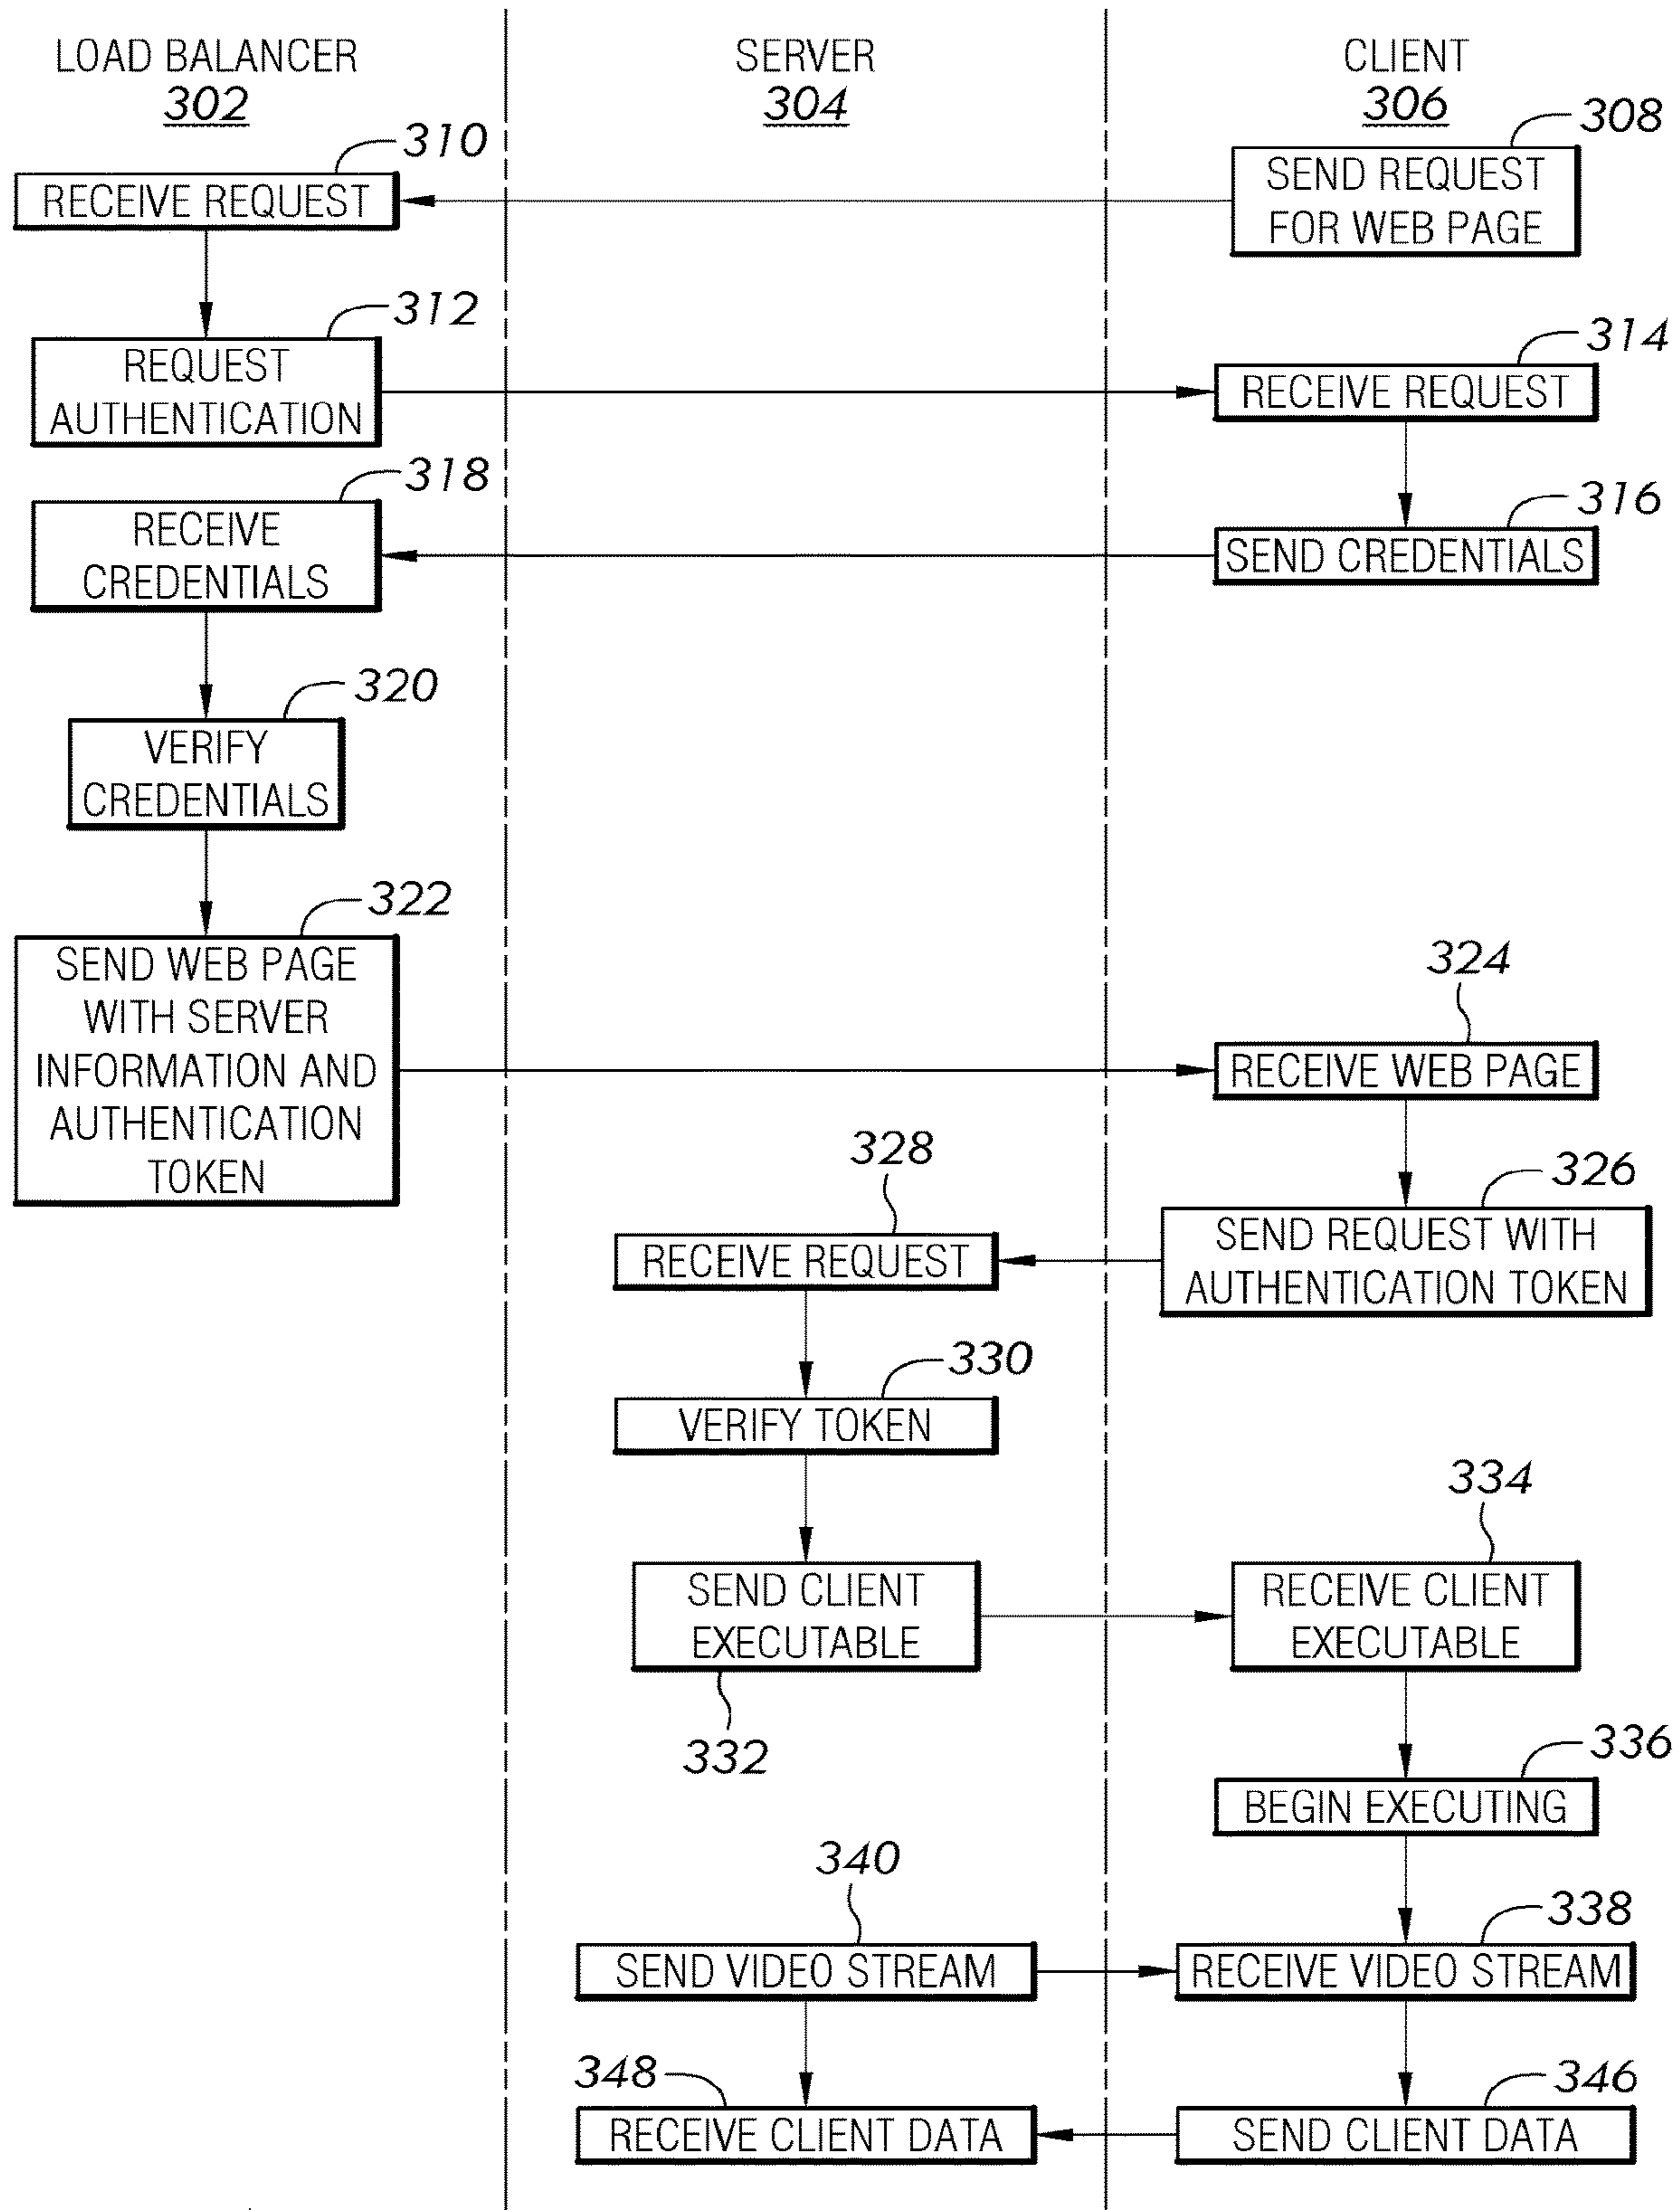 LOAD BALANCER
302
SERVER
304
CLIENT
306
308
SEND REQUEST
FOR WEB PAGE
310
RECEIVE REQUEST
312
REQUEST
AUTHENTICATION
314
RECEIVE REQUEST
316
SEND CREDENTIALS
318
RECEIVE
CREDENTIALS
320
VERIFY
CREDENTIALS
322
SEND WEB PAGE
WITH SERVER
INFORMATION AND
AUTHENTICATION
TOKEN
324
RECEIVE WEB PAGE
326
SEND REQUEST WITH
AUTHENTICATION TOKEN
328
RECEIVE REQUEST
330
VERIFY TOKEN
SEND CLIENT
EXECUTABLE
332
334
RECEIVE CLIENT
EXECUTABLE
336
BEGIN EXECUTING
340
SEND VIDEO STREAM
338
RECEIVE VIDEO STREAM
348
RECEIVE CLIENT DATA
346
SEND CLIENT DATA